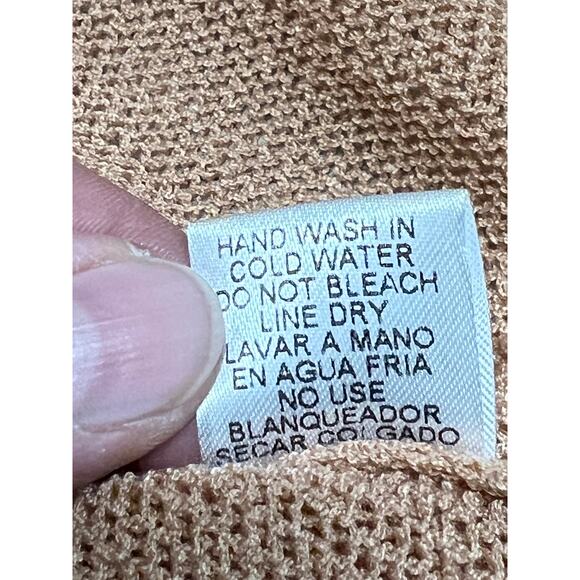 HAND WASH IN
COLD WATER
DO NOT BLEACH
LINE DRY
LAVAR A MANO
EN AGUA FRIA
NO USE
BLANQUEADOR
SECAR COLGADO